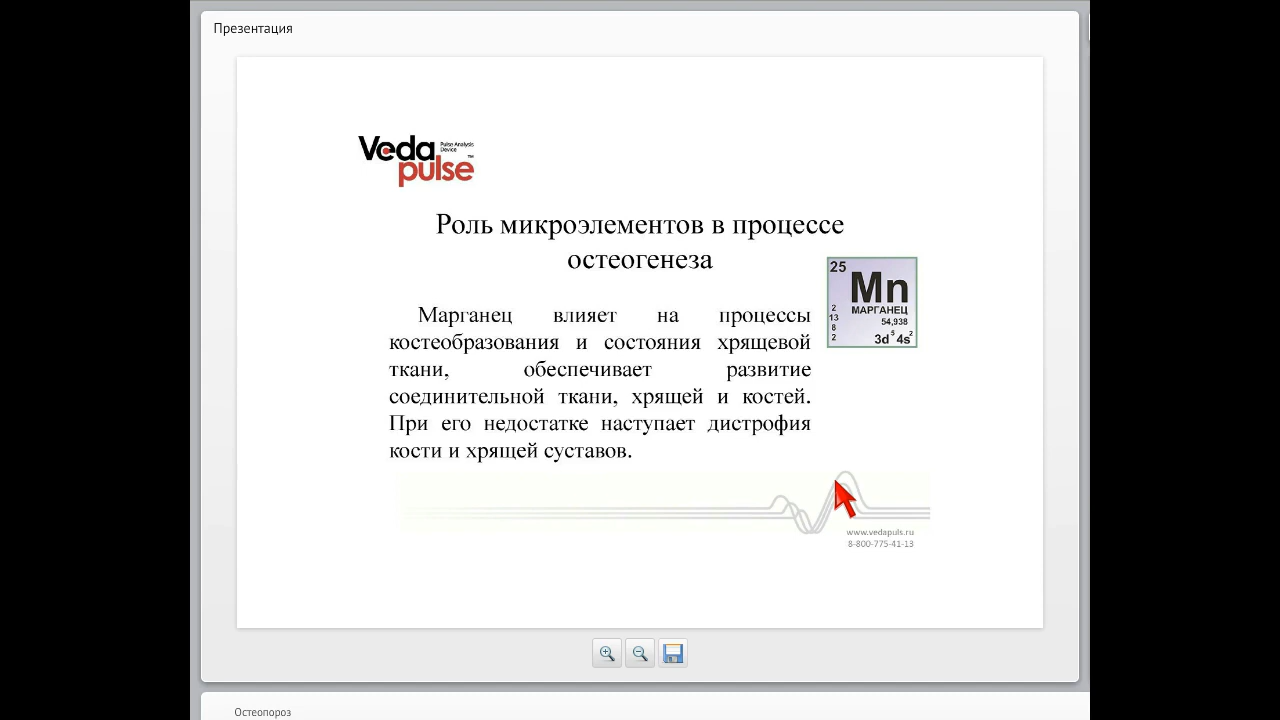 Презентация
Veda Pulse Analysis Device
pulse ™
Роль микроэлементов в процессе
остеогенеза
25
Mn
МАРГАНЕЦ
54,938
2
13
8
2
3d⁵ 4s²
Марганец влияет на процессы
костеобразования и состояния хрящевой
ткани, обеспечивает развитие
соединительной ткани, хрящей и костей.
При его недостатке наступает дистрофия
кости и хрящей суставов.
www.vedapuls.ru
8-800-775-41-13
Остеопороз